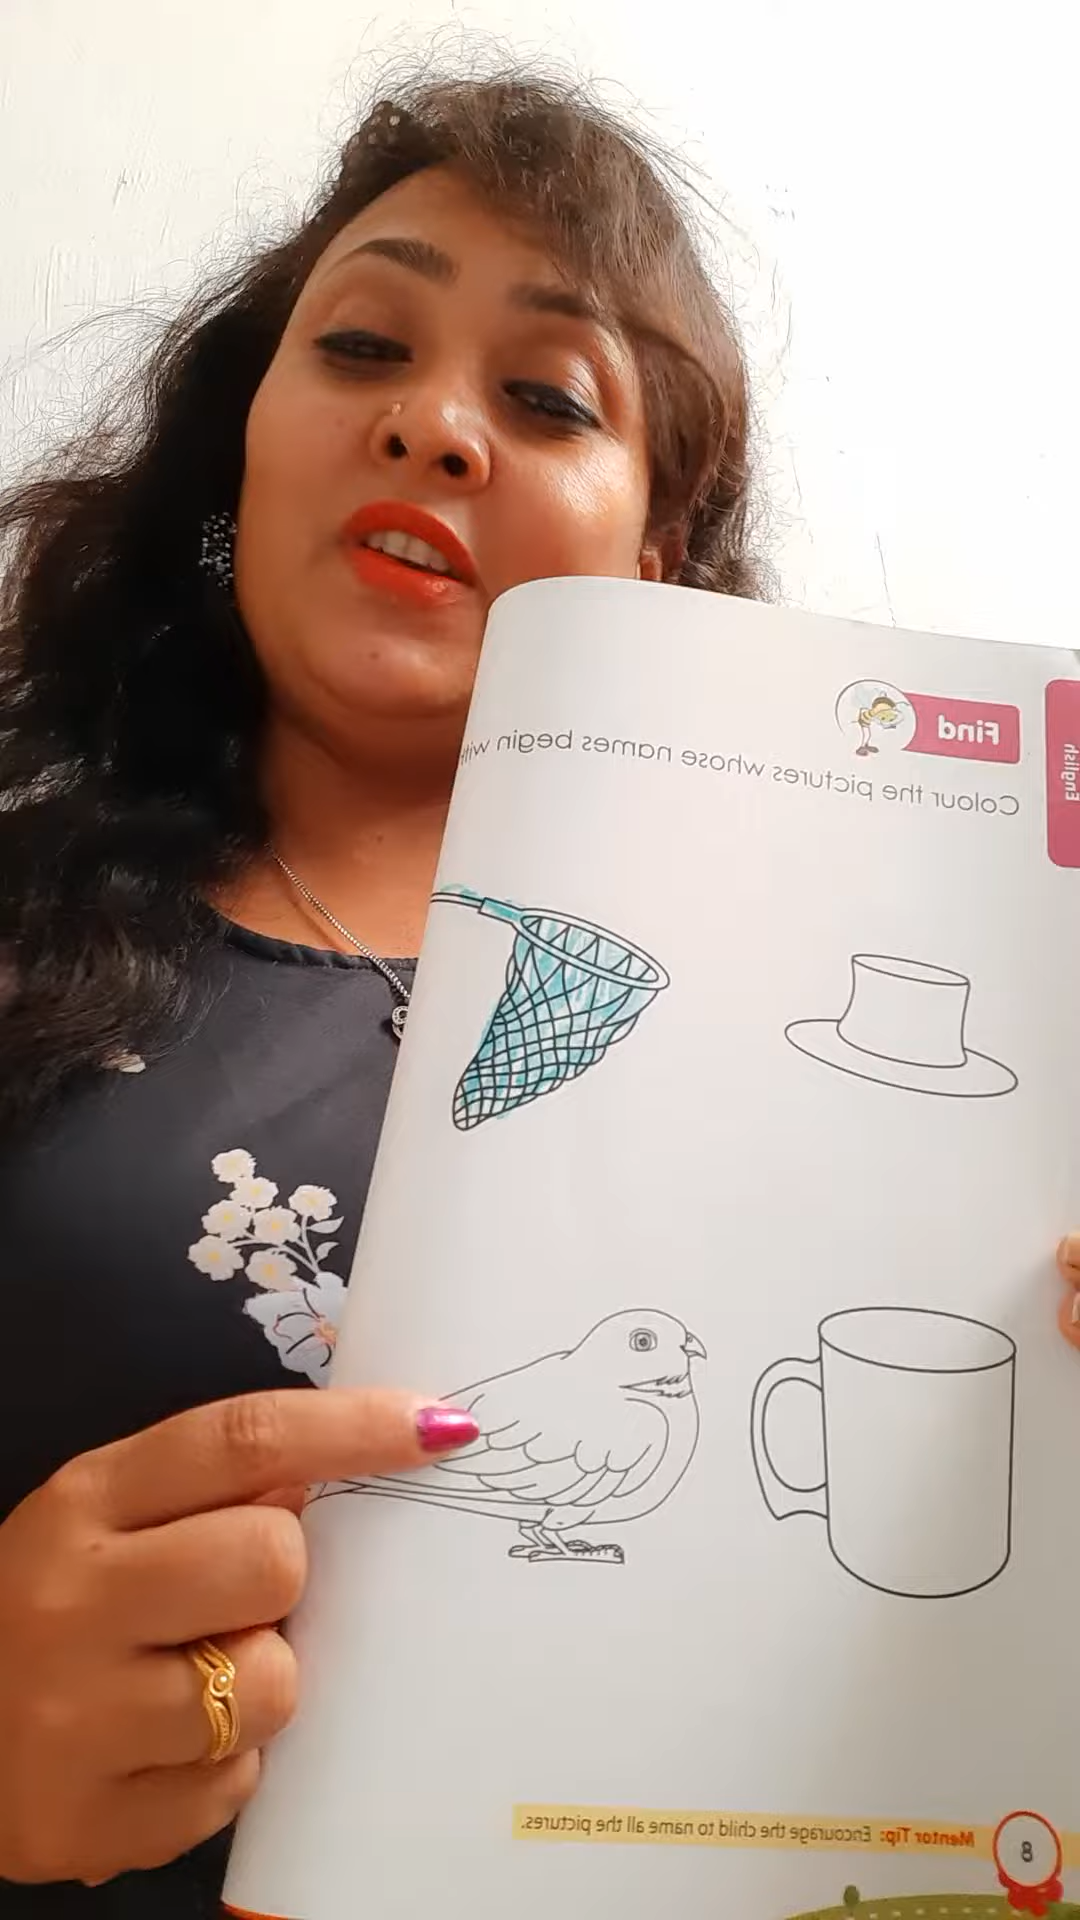 English
Find
Colour the pictures whose names begin with
Mentor Tip: Encourage the child to name all the pictures.
8